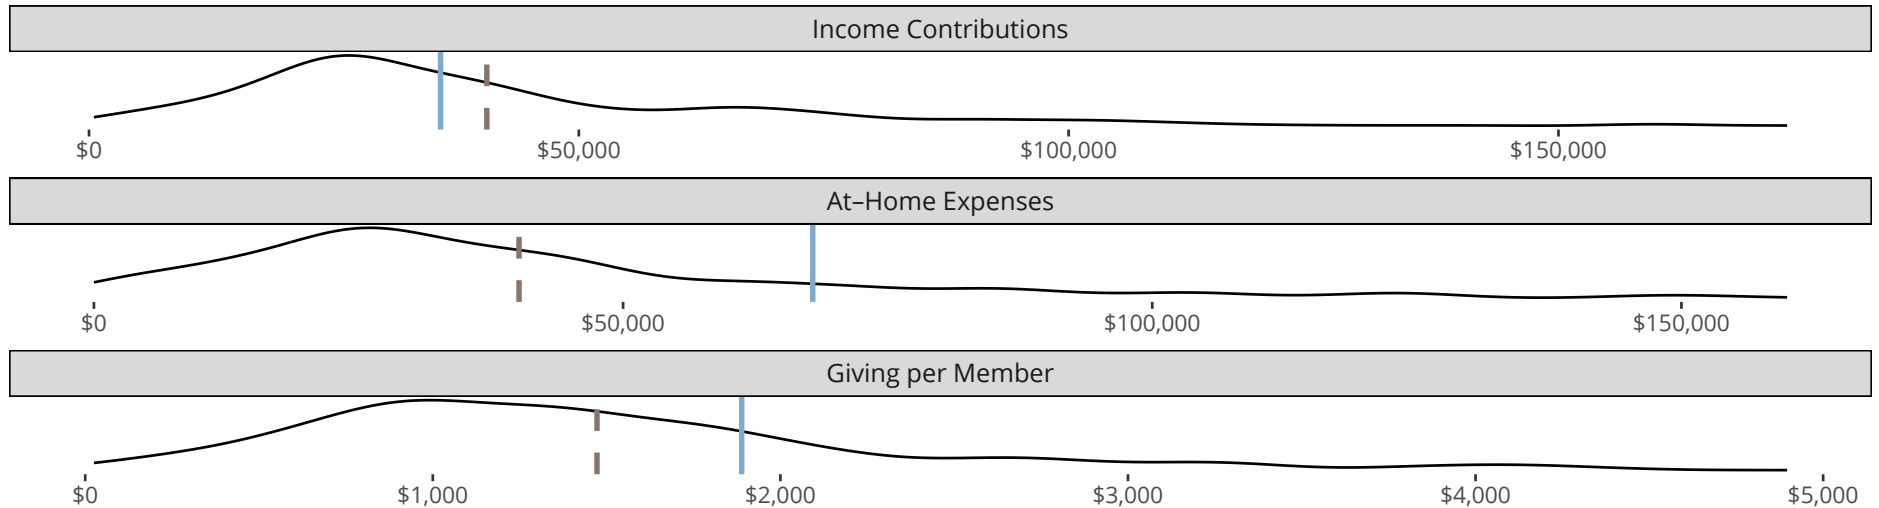 Income Contributions
$0 $50,000 $100,000 $150,000
At–Home Expenses
$0 $50,000 $100,000 $150,000
Giving per Member
$0 $1,000 $2,000 $3,000 $4,000 $5,000